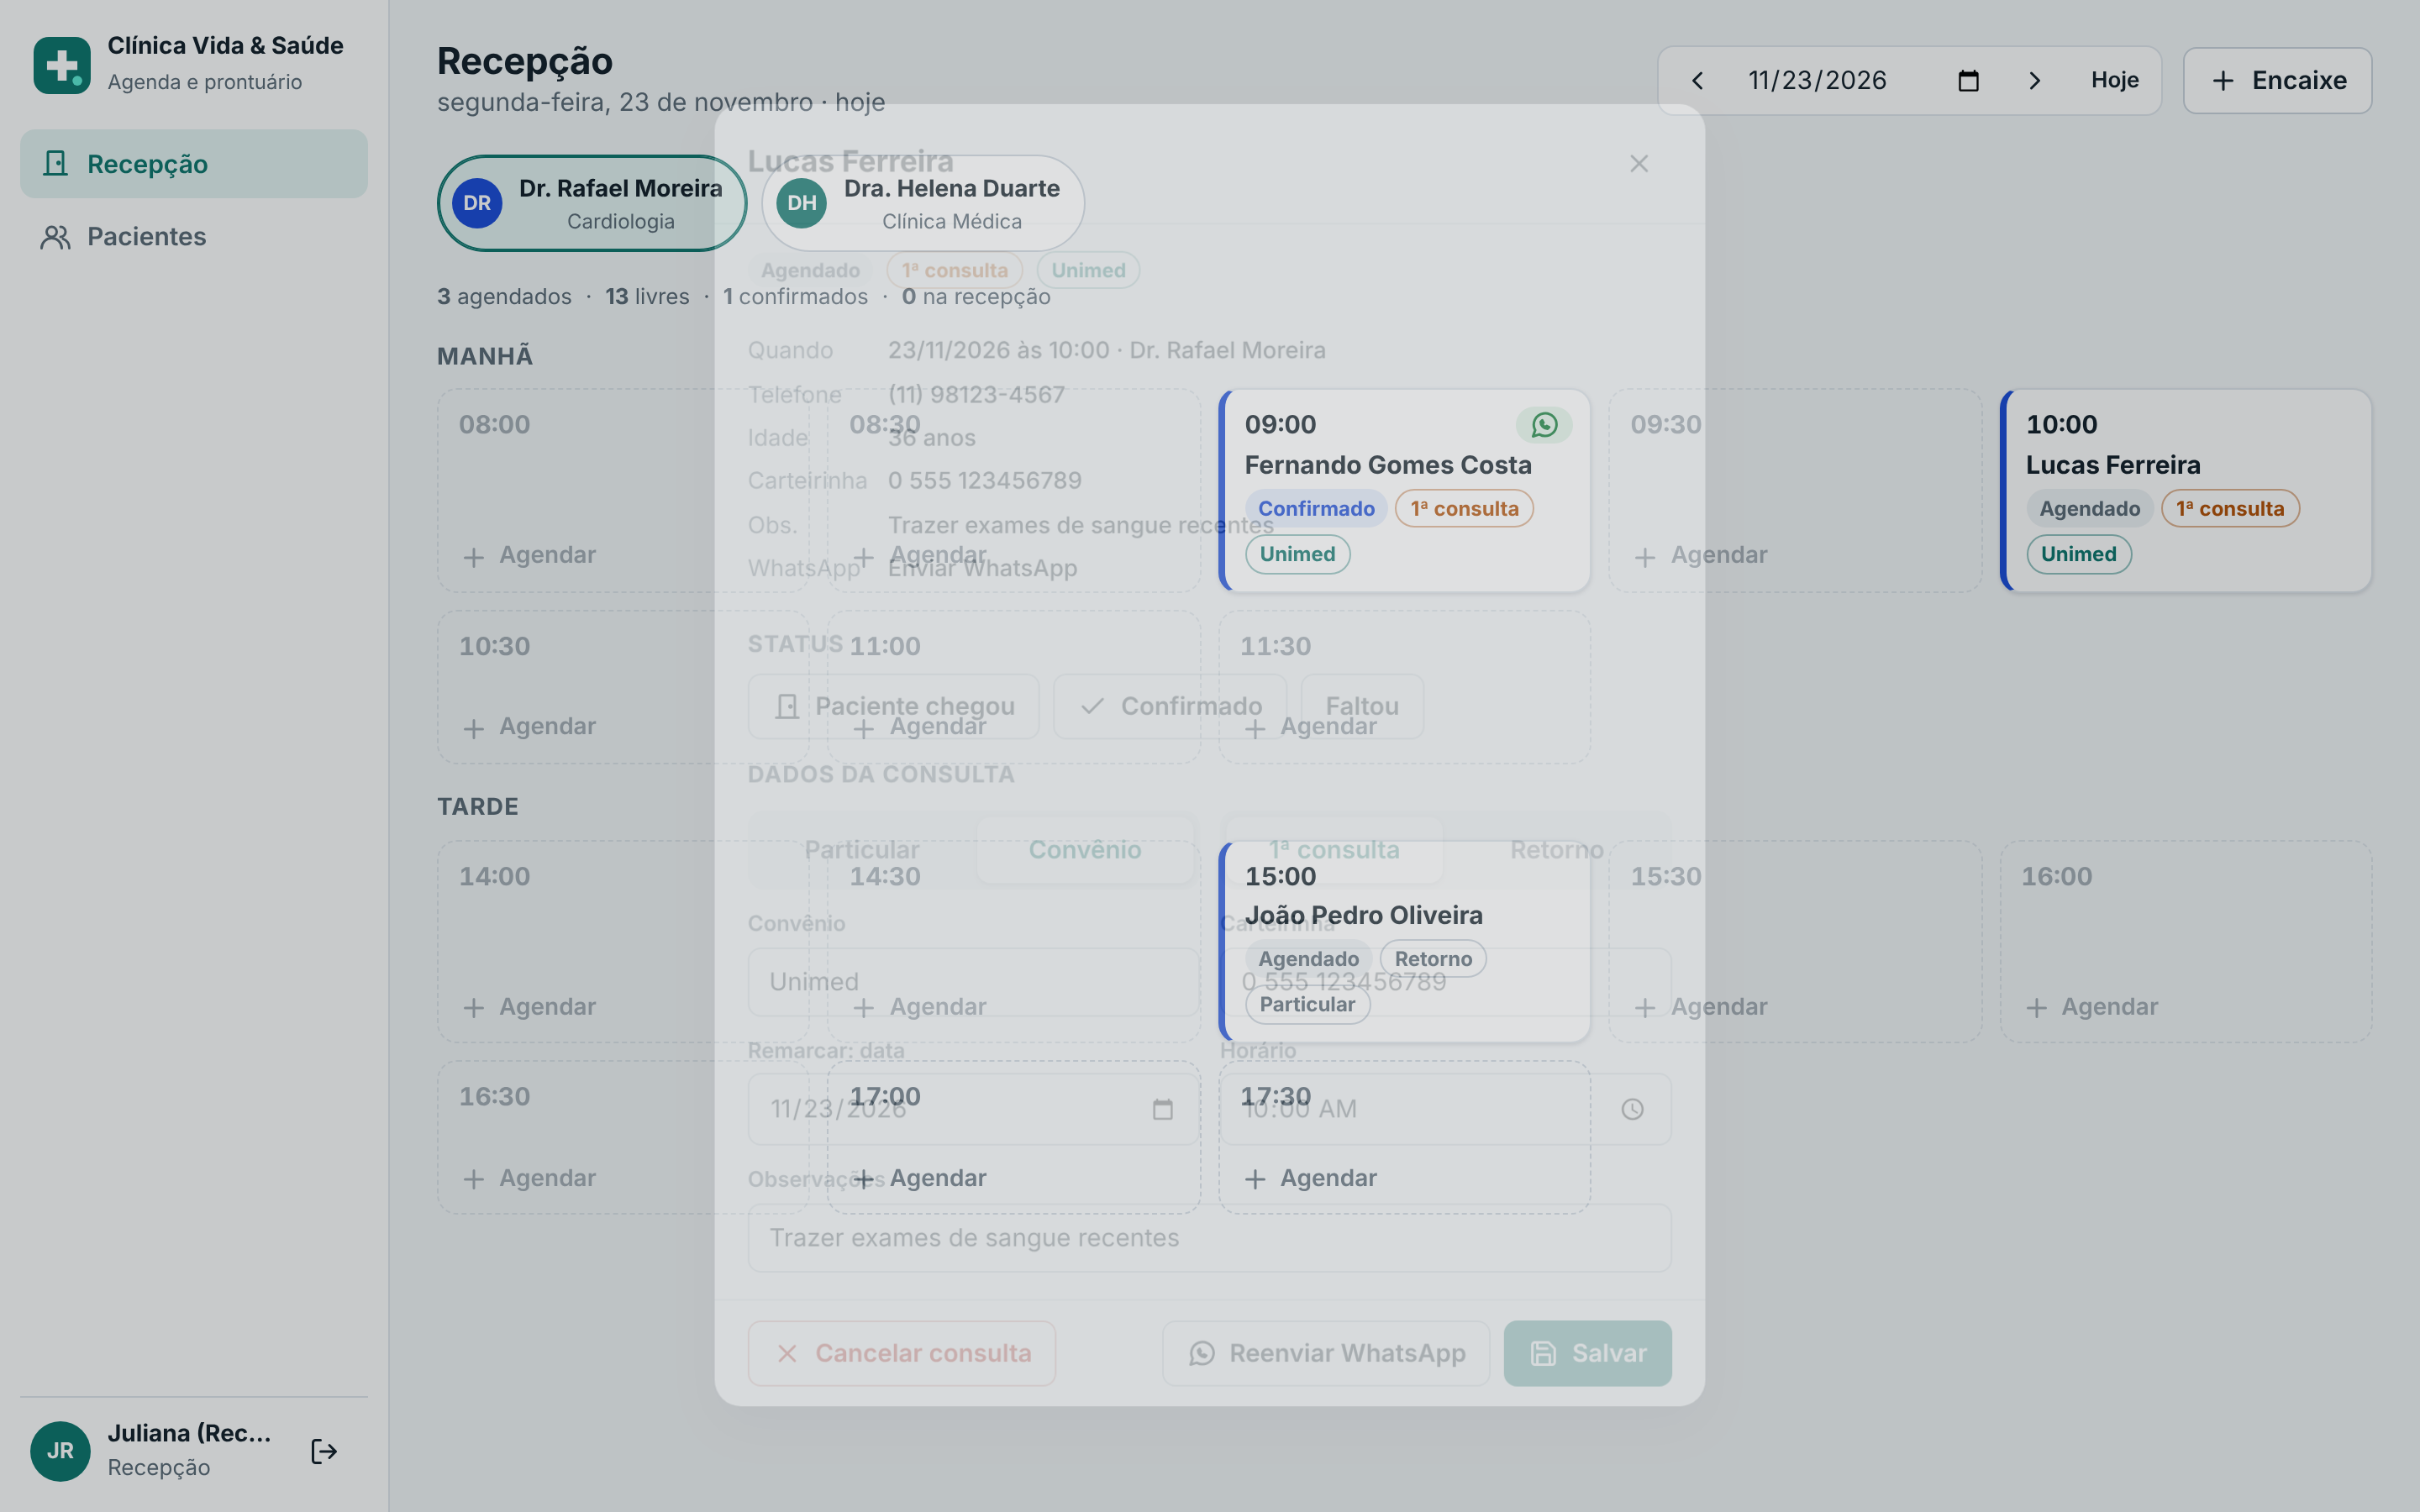 Clínica Vida & Saúde
Agenda e prontuário
Recepção
Pacientes
JR
Juliana (Rec...
Recepção
Recepção
segunda-feira, 23 de novembro · hoje
11/23/2026
Hoje
Encaixe
DR
Dr. Rafael Moreira
Cardiologia
DH
Dra. Helena Duarte
Clínica Médica
3 agendados · 13 livres · 1 confirmados · 0 na recepção
MANHÃ
08:00
Agendar
08:30
Agendar
09:00
Fernando Gomes Costa
Confirmado
1ª consulta
Unimed
09:30
Agendar
10:00
Lucas Ferreira
Agendado
1ª consulta
Unimed
10:30
Agendar
11:00
Agendar
11:30
Agendar
TARDE
14:00
Agendar
14:30
Agendar
15:00
João Pedro Oliveira
Agendado
Retorno
Particular
15:30
Agendar
16:00
Agendar
16:30
Agendar
17:00
Agendar
17:30
Agendar
Lucas Ferreira
Agendado
1ª consulta
Unimed
Quando 23/11/2026 às 10:00 · Dr. Rafael Moreira
Telefone (11) 98123-4567
Idade 36 anos
Carteirinha 0 555 123456789
Obs. Trazer exames de sangue recentes
WhatsApp Enviar WhatsApp
STATUS
Paciente chegou
Confirmado
Faltou
DADOS DA CONSULTA
Particular
Convênio
1ª consulta
Retorno
Convênio
Unimed
Carteirinha
0 555 123456789
Remarcar: data
11/23/2026
Horário
10:00 AM
Observações
Trazer exames de sangue recentes
Cancelar consulta
Reenviar WhatsApp
Salvar